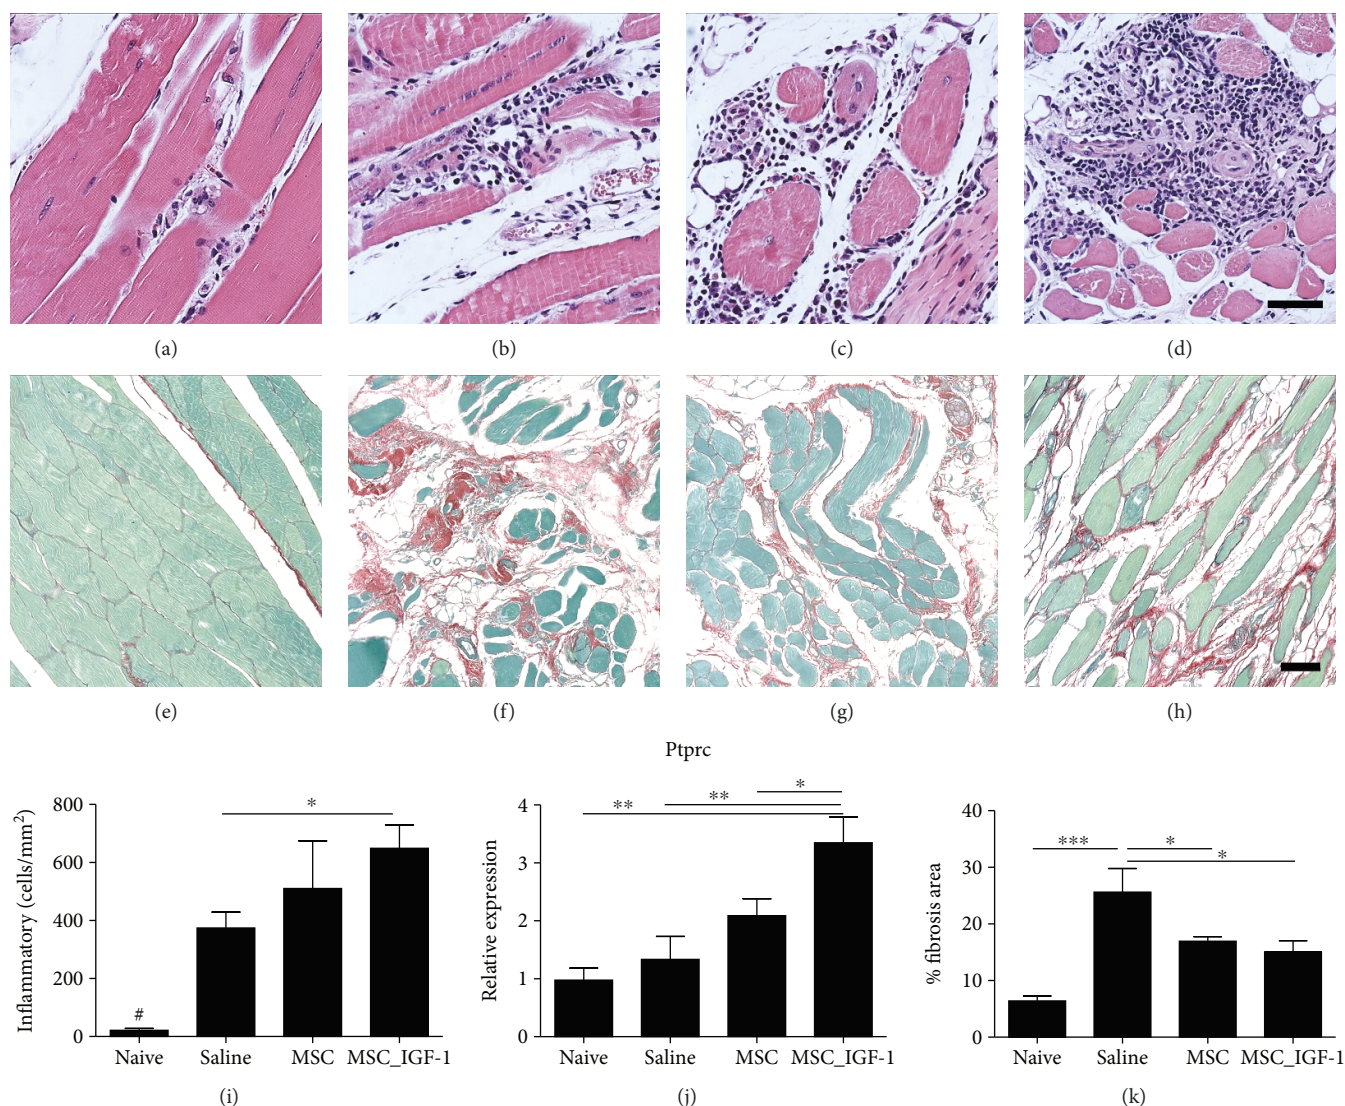 (a) (b) (c) (d)
(e) (f) (g) (h)
Ptprc
Inflammatory (cells/mm²)
800
600
400
200
0
*
#
Naive Saline MSC MSC_IGF-1
(i)
Relative expression
4
3
2
1
0
** ** *
Naive Saline MSC MSC_IGF-1
(j)
% fibrosis area
40
30
20
10
0
*** * *
Naive Saline MSC MSC_IGF-1
(k)